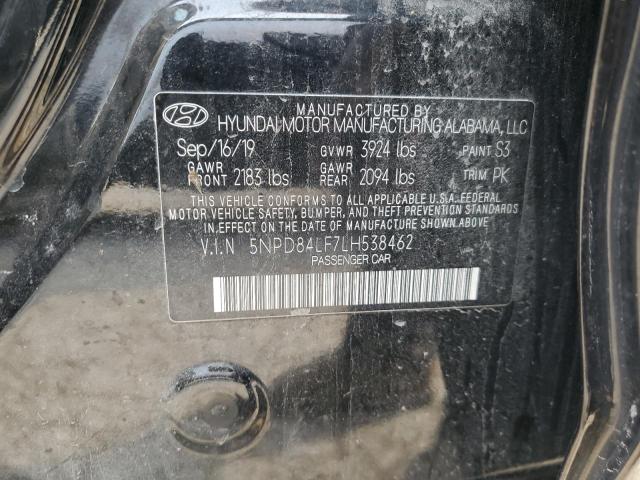 MANUFACTURED BY
HYUNDAI MOTOR MANUFACTURING ALABAMA, LLC
Sep/16/19 GVWR 3924 lbs PAINT S3
GAWR FRONT 2183 lbs GAWR REAR 2094 lbs TRIM PK
THIS VEHICLE CONFORMS TO ALL APPLICABLE U.S.A. FEDERAL
MOTOR VEHICLE SAFETY, BUMPER, AND THEFT PREVENTION STANDARDS
IN EFFECT ON THE DATE OF MANUFACTURE SHOWN ABOVE.
V.I.N 5NPD84LF7LH538462
PASSENGER CAR